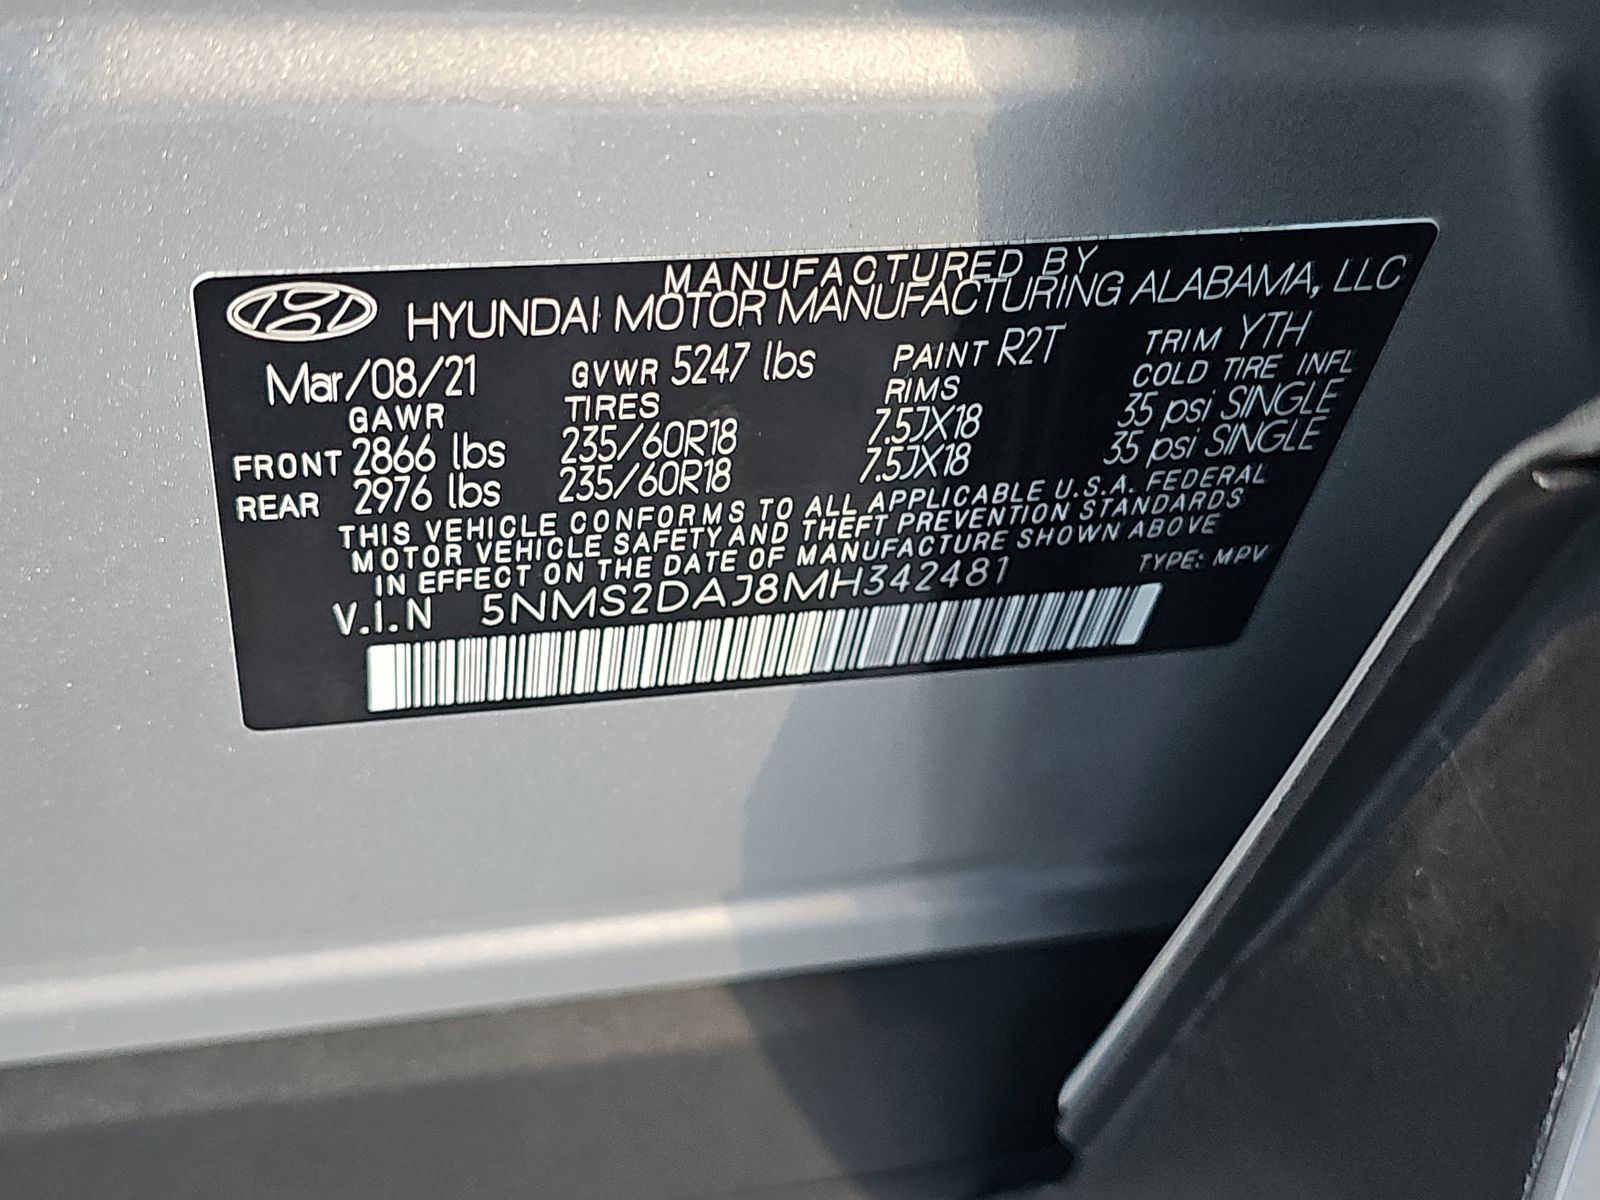 MANUFACTURED BY
HYUNDAI MOTOR MANUFACTURING ALABAMA, LLC
Mar/08/21 GVWR 5247 lbs PAINT R2T TRIM YTH
GAWR TIRES RIMS COLD TIRE INFL
FRONT 2866 lbs 235/60R18 7.5JX18 35 psi SINGLE
REAR 2976 lbs 235/60R18 7.5JX18 35 psi SINGLE
THIS VEHICLE CONFORMS TO ALL APPLICABLE U.S.A. FEDERAL
MOTOR VEHICLE SAFETY AND THEFT PREVENTION STANDARDS
IN EFFECT ON THE DATE OF MANUFACTURE SHOWN ABOVE
V.I.N 5NMS2DAJ8MH342481 TYPE: MPV